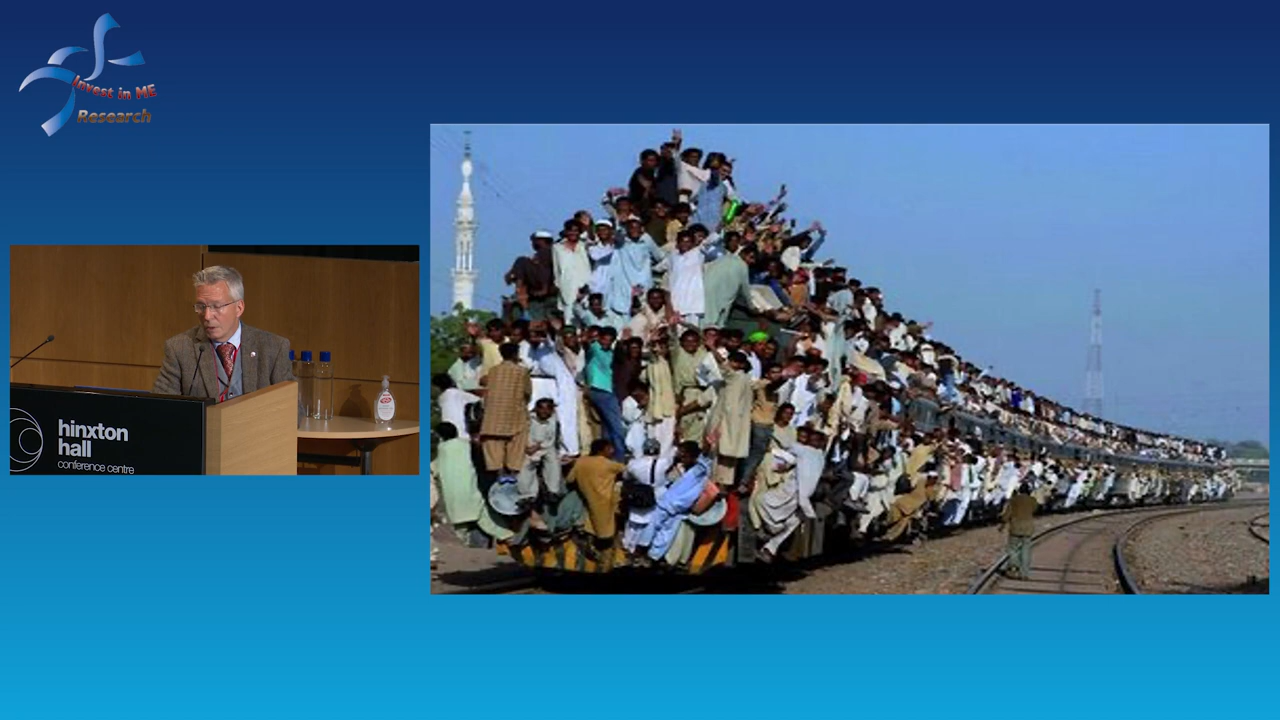 Invest in ME
Research
hinxton
hall
conference centre